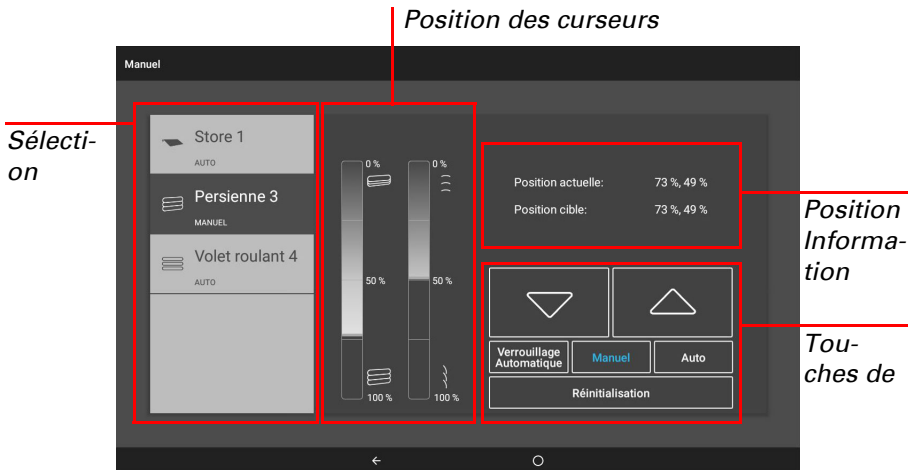 Position des curseurs
Manuel
Sélecti-
on
Store 1
AUTO
Persienne 3
MANUEL
Volet roulant 4
AUTO
0 %
0 %
50 %
50 %
100 %
100 %
Position actuelle: 73 %, 49 %
Position cible: 73 %, 49 %
Position
Informa-
tion
Verrouillage
Automatique
Manuel
Auto
Réinitialisation
Tou-
ches de